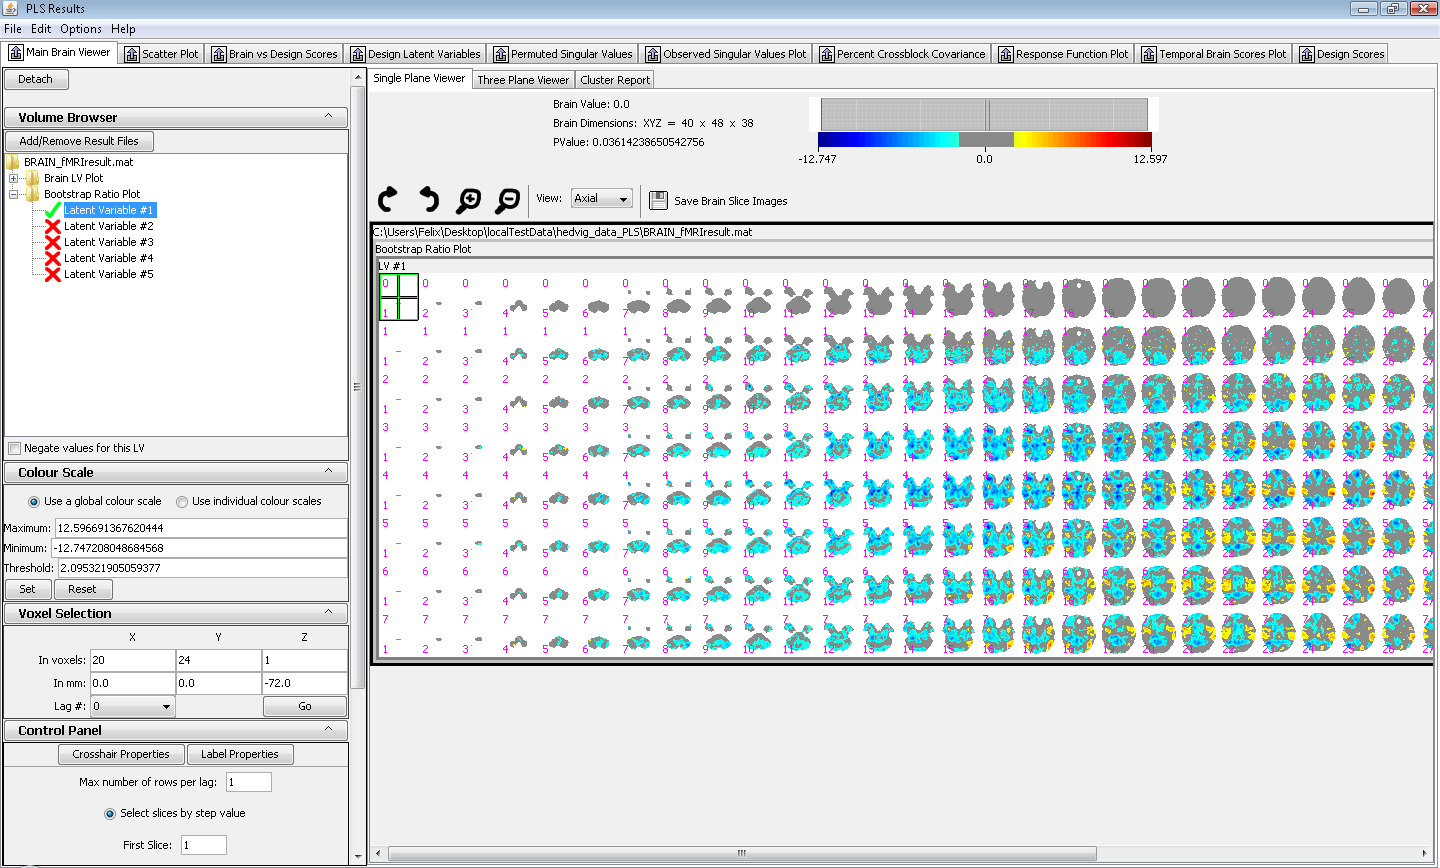 PLS Results
File Edit Options Help
Main Brain Viewer Scatter Plot Brain vs Design Scores Design Latent Variables Permuted Singular Values Observed Singular Values Plot Percent Crossblock Covariance Response Function Plot Temporal Brain Scores Plot Design Scores
Detach
Volume Browser
Add/Remove Result Files
BRAIN_fMRIresult.mat
Brain LV Plot
Bootstrap Ratio Plot
Latent Variable #1
Latent Variable #2
Latent Variable #3
Latent Variable #4
Latent Variable #5
Negate values for this LV
Colour Scale
Use a global colour scale Use individual colour scales
Maximum: 12.596691367620444
Minimum: -12.747208048684568
Threshold: 2.095321905059377
Set Reset
Voxel Selection
X Y Z
In voxels: 20 24 1
In mm: 0.0 0.0 -72.0
Lag #: 0 Go
Control Panel
Crosshair Properties Label Properties
Max number of rows per lag: 1
Select slices by step value
First Slice: 1
Single Plane Viewer Three Plane Viewer Cluster Report
Brain Value: 0.0
Brain Dimensions: XYZ = 40 x 48 x 38
PValue: 0.03614238650542756
-12.747 0.0 12.597
View: Axial Save Brain Slice Images
C:\Users\Felix\Desktop\localTestData\hedvig_data_PLS\BRAIN_fMRIresult.mat
Bootstrap Ratio Plot
LV #1